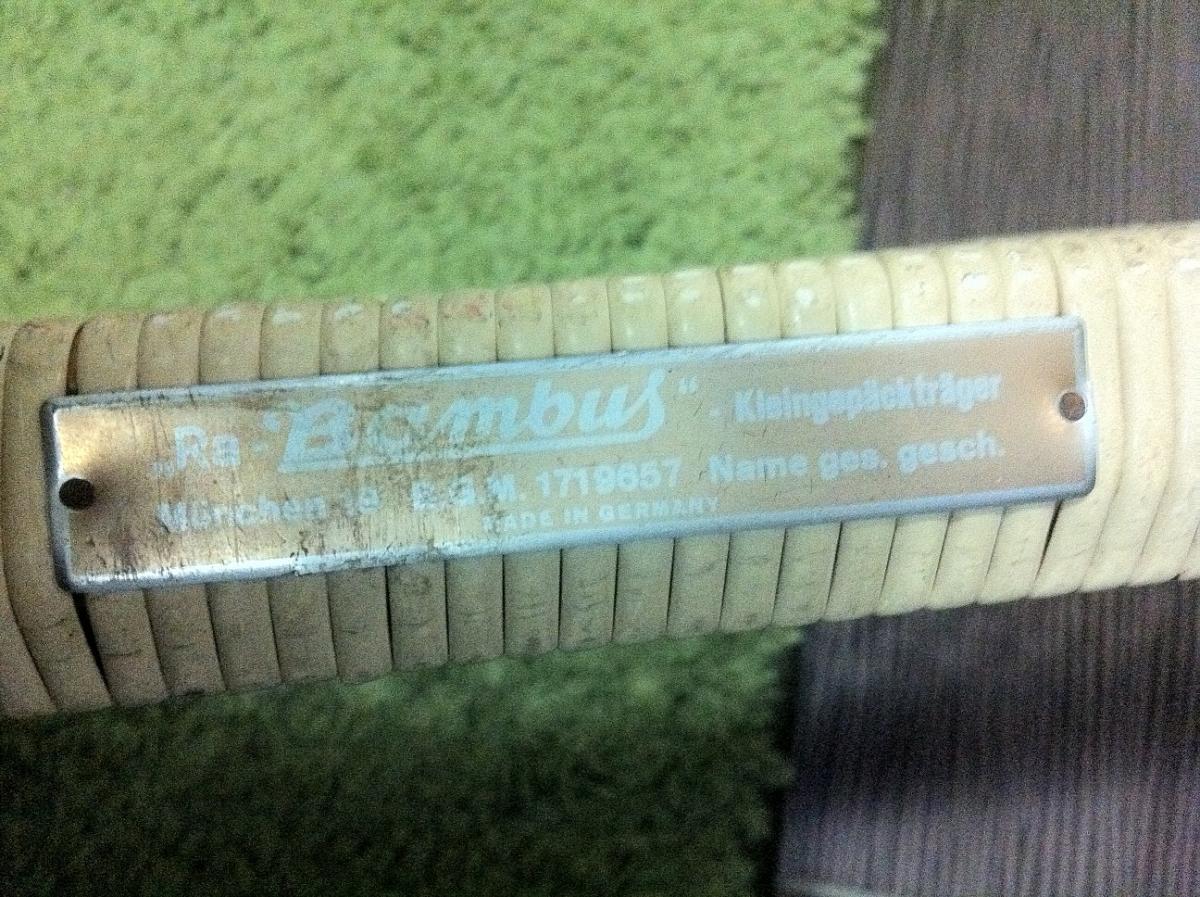 „Ra - Bambus“ - Kleingepäckträger
München 19 D.G.M. 1719657 Name ges. gesch.
MADE IN GERMANY